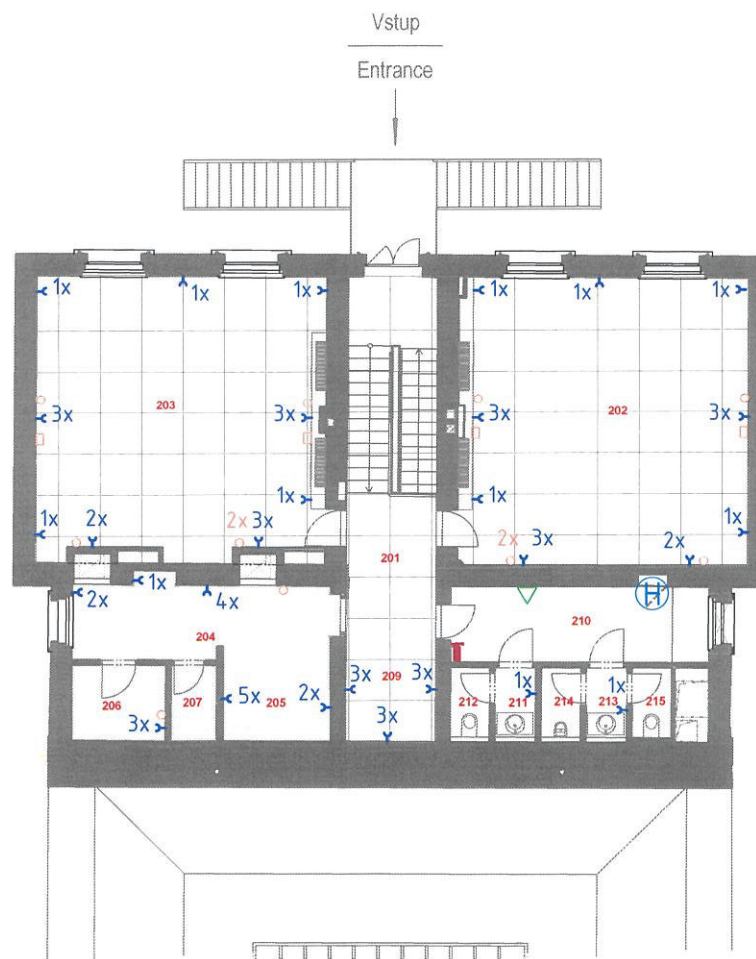 Vstup
Entrance
1x 1x 1x 1x 1x 1x
3x 203 3x 3x 202 3x
1x 1x
1x 2x 2x 3x 2x 3x 2x 1x
201
1x
2x 4x H
204 210
5x 2x 3x 209 3x 1x 1x
206 207 205 212 211 214 213 215
3x 3x